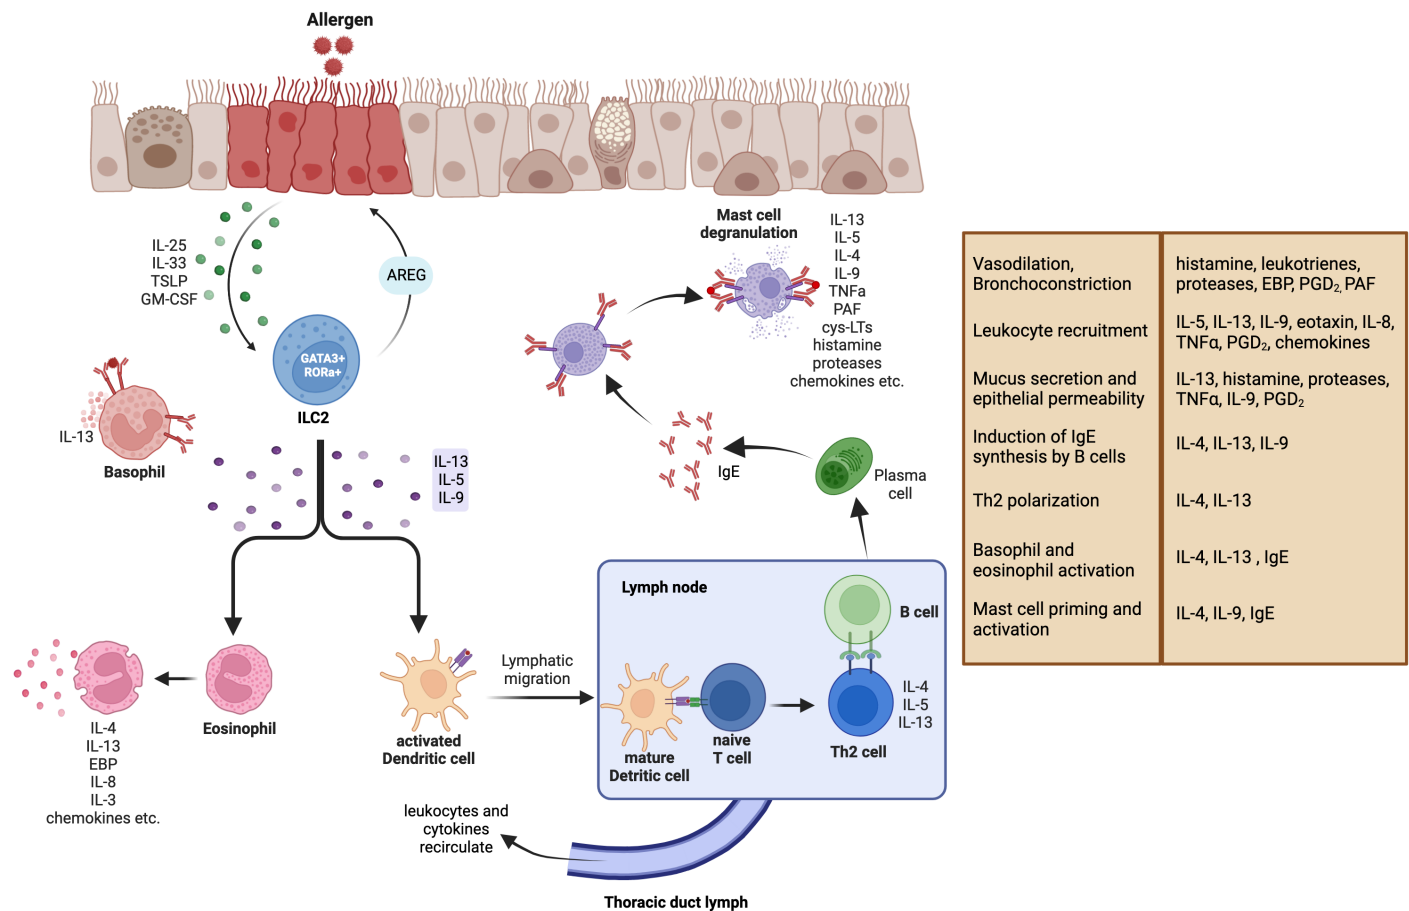 Allergen
IL-25
IL-33
TSLP
GM-CSF
AREG
GATA3+
RORa+
ILC2
IL-13
Basophil
IL-13
IL-5
IL-9
Eosinophil
IL-4
IL-13
EBP
IL-8
IL-3
chemokines etc.
activated
Dendritic cell
Lymphatic
migration
Lymph node
mature
Detritic cell
naive
T cell
B cell
IL-4
IL-5
IL-13
Th2 cell
leukocytes and
cytokines
recirculate
Thoracic duct lymph
Plasma
cell
IgE
Mast cell
degranulation
IL-13
IL-5
IL-4
IL-9
TNFa
PAF
cys-LTs
histamine
proteases
chemokines etc.
Vasodilation,
Bronchoconstriction
histamine, leukotrienes,
proteases, EBP, PGD2, PAF
Leukocyte recruitment
IL-5, IL-13, IL-9, eotaxin, IL-8,
TNFα, PGD2, chemokines
Mucus secretion and
epithelial permeability
IL-13, histamine, proteases,
TNFα, IL-9, PGD2
Induction of IgE
synthesis by B cells
IL-4, IL-13, IL-9
Th2 polarization
IL-4, IL-13
Basophil and
eosinophil activation
IL-4, IL-13 , IgE
Mast cell priming and
activation
IL-4, IL-9, IgE